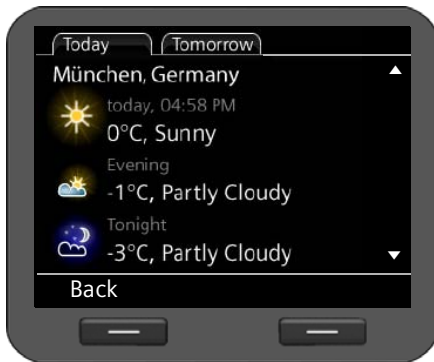 Today Tomorrow
München, Germany
today, 04:58 PM
0°C, Sunny
Evening
-1°C, Partly Cloudy
Tonight
-3°C, Partly Cloudy
Back